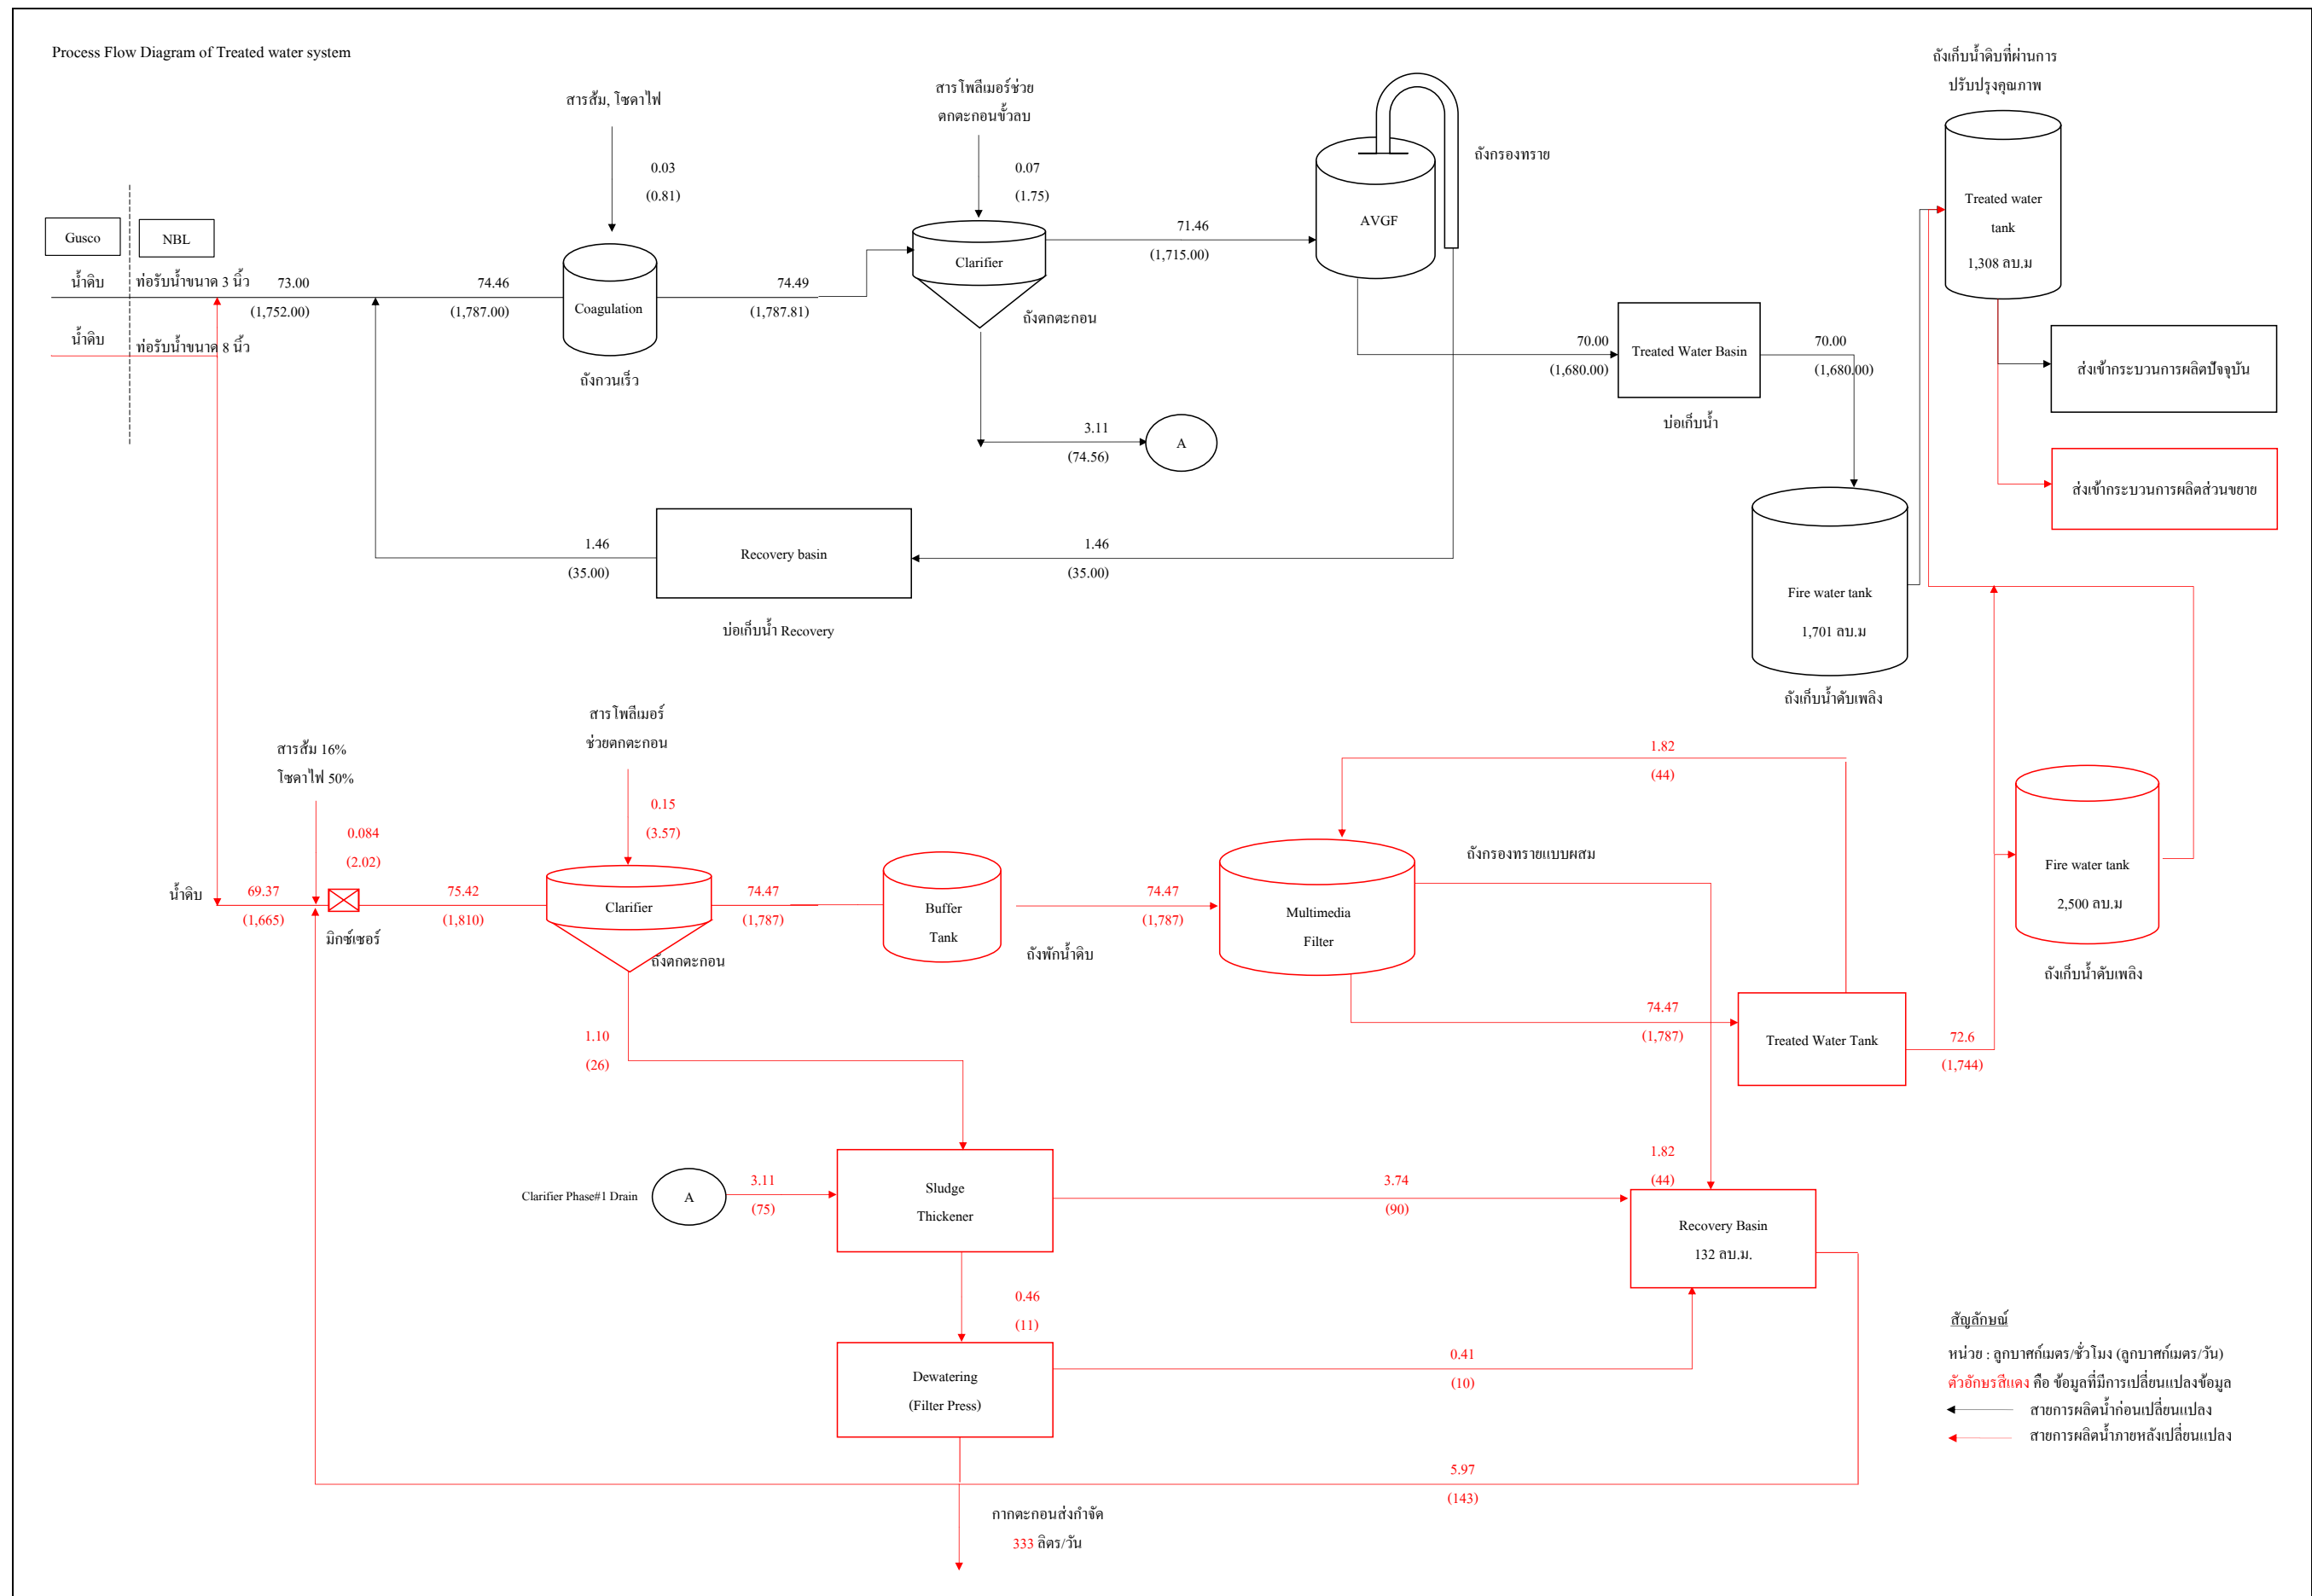 Process Flow Diagram of Treated water system
สารส้ม, โซดาไฟ
0.03
(0.81)
สารโพลีเมอร์ช่วย
ตกตะกอนขั้วลบ
0.07
(1.75)
ถังกรองทราย
AVGF
ถังเก็บน้ำดิบที่ผ่านการ
ปรับปรุงคุณภาพ
Treated water
tank
1,308 ลบ.ม
Gusco
NBL
น้ำดิบ
ท่อรับน้ำขนาด 3 นิ้ว
73.00
(1,752.00)
74.46
(1,787.00)
Coagulation
ถังกวนเร็ว
74.49
(1,787.81)
Clarifier
ถังตกตะกอน
71.46
(1,715.00)
น้ำดิบ
ท่อรับน้ำขนาด 8 นิ้ว
70.00
(1,680.00)
Treated Water Basin
บ่อเก็บน้ำ
70.00
(1,680.00)
ส่งเข้ากระบวนการผลิตปัจจุบัน
ส่งเข้ากระบวนการผลิตส่วนขยาย
3.11
(74.56)
A
1.46
(35.00)
Recovery basin
บ่อเก็บน้ำ Recovery
1.46
(35.00)
Fire water tank
1,701 ลบ.ม
ถังเก็บน้ำดับเพลิง
สารส้ม 16%
โซดาไฟ 50%
0.084
(2.02)
สารโพลีเมอร์
ช่วยตกตะกอน
0.15
(3.57)
1.82
(44)
น้ำดิบ
69.37
(1,665)
มิกซ์เซอร์
75.42
(1,810)
Clarifier
ถังตกตะกอน
74.47
(1,787)
Buffer
Tank
ถังพักน้ำดิบ
74.47
(1,787)
Multimedia
Filter
ถังกรองทรายแบบผสม
Fire water tank
2,500 ลบ.ม
ถังเก็บน้ำดับเพลิง
74.47
(1,787)
Treated Water Tank
72.6
(1,744)
1.10
(26)
Clarifier Phase#1 Drain
A
3.11
(75)
Sludge
Thickener
3.74
(90)
1.82
(44)
Recovery Basin
132 ลบ.ม.
0.46
(11)
Dewatering
(Filter Press)
0.41
(10)
5.97
(143)
กากตะกอนส่งกำจัด
333 ลิตร/วัน
สัญลักษณ์
หน่วย : ลูกบาศก์เมตร/ชั่วโมง (ลูกบาศก์เมตร/วัน)
ตัวอักษรสีแดง คือ ข้อมูลที่มีการเปลี่ยนแปลงข้อมูล
สายการผลิตน้ำก่อนเปลี่ยนแปลง
สายการผลิตน้ำภายหลังเปลี่ยนแปลง